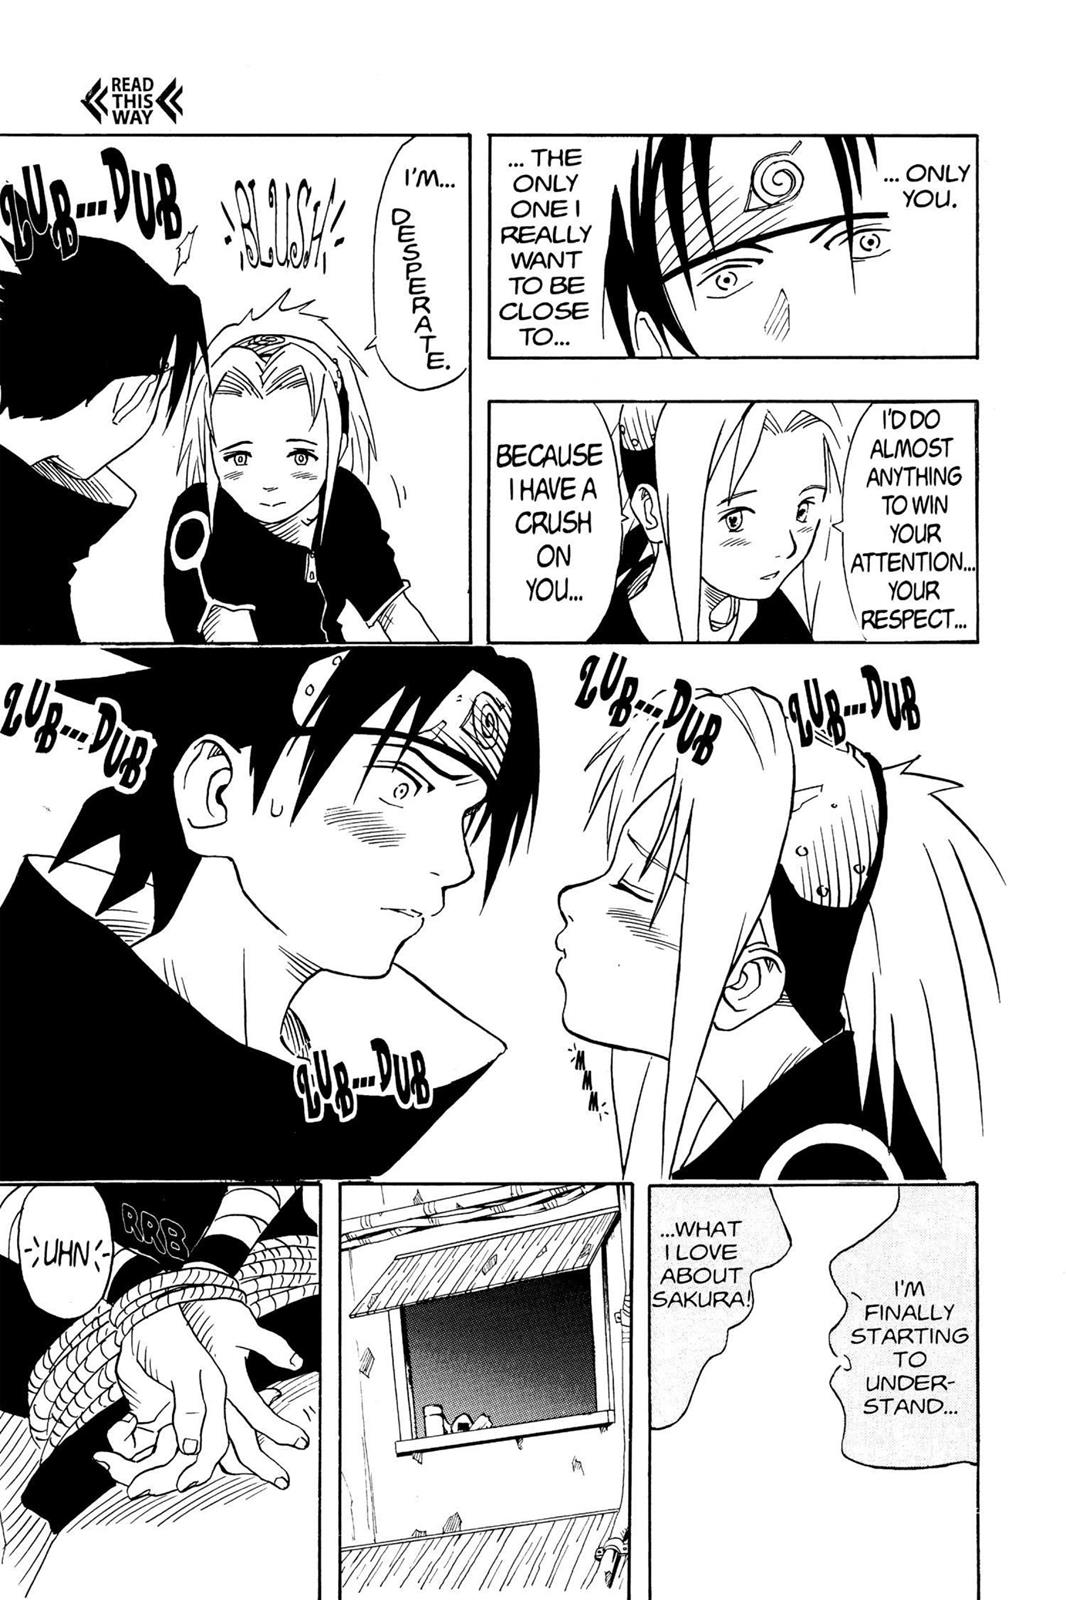 READ
THIS
WAY
... ONLY
YOU.
... THE
ONLY
ONE I
REALLY
WANT
TO BE
CLOSE
TO...
I'M...
DESPERATE.
BLUSH
LUB...DUB
I'D DO
ALMOST
ANYTHING
TO WIN
YOUR
ATTENTION...
YOUR
RESPECT...
BECAUSE
I HAVE A
CRUSH
ON
YOU...
LUB...DUB
LUB...DUB
LUB...DUB
LUB...DUB
MMM
I'M
FINALLY
STARTING
TO
UNDER-
STAND...
...WHAT
I LOVE
ABOUT
SAKURA!
RRB
UHN